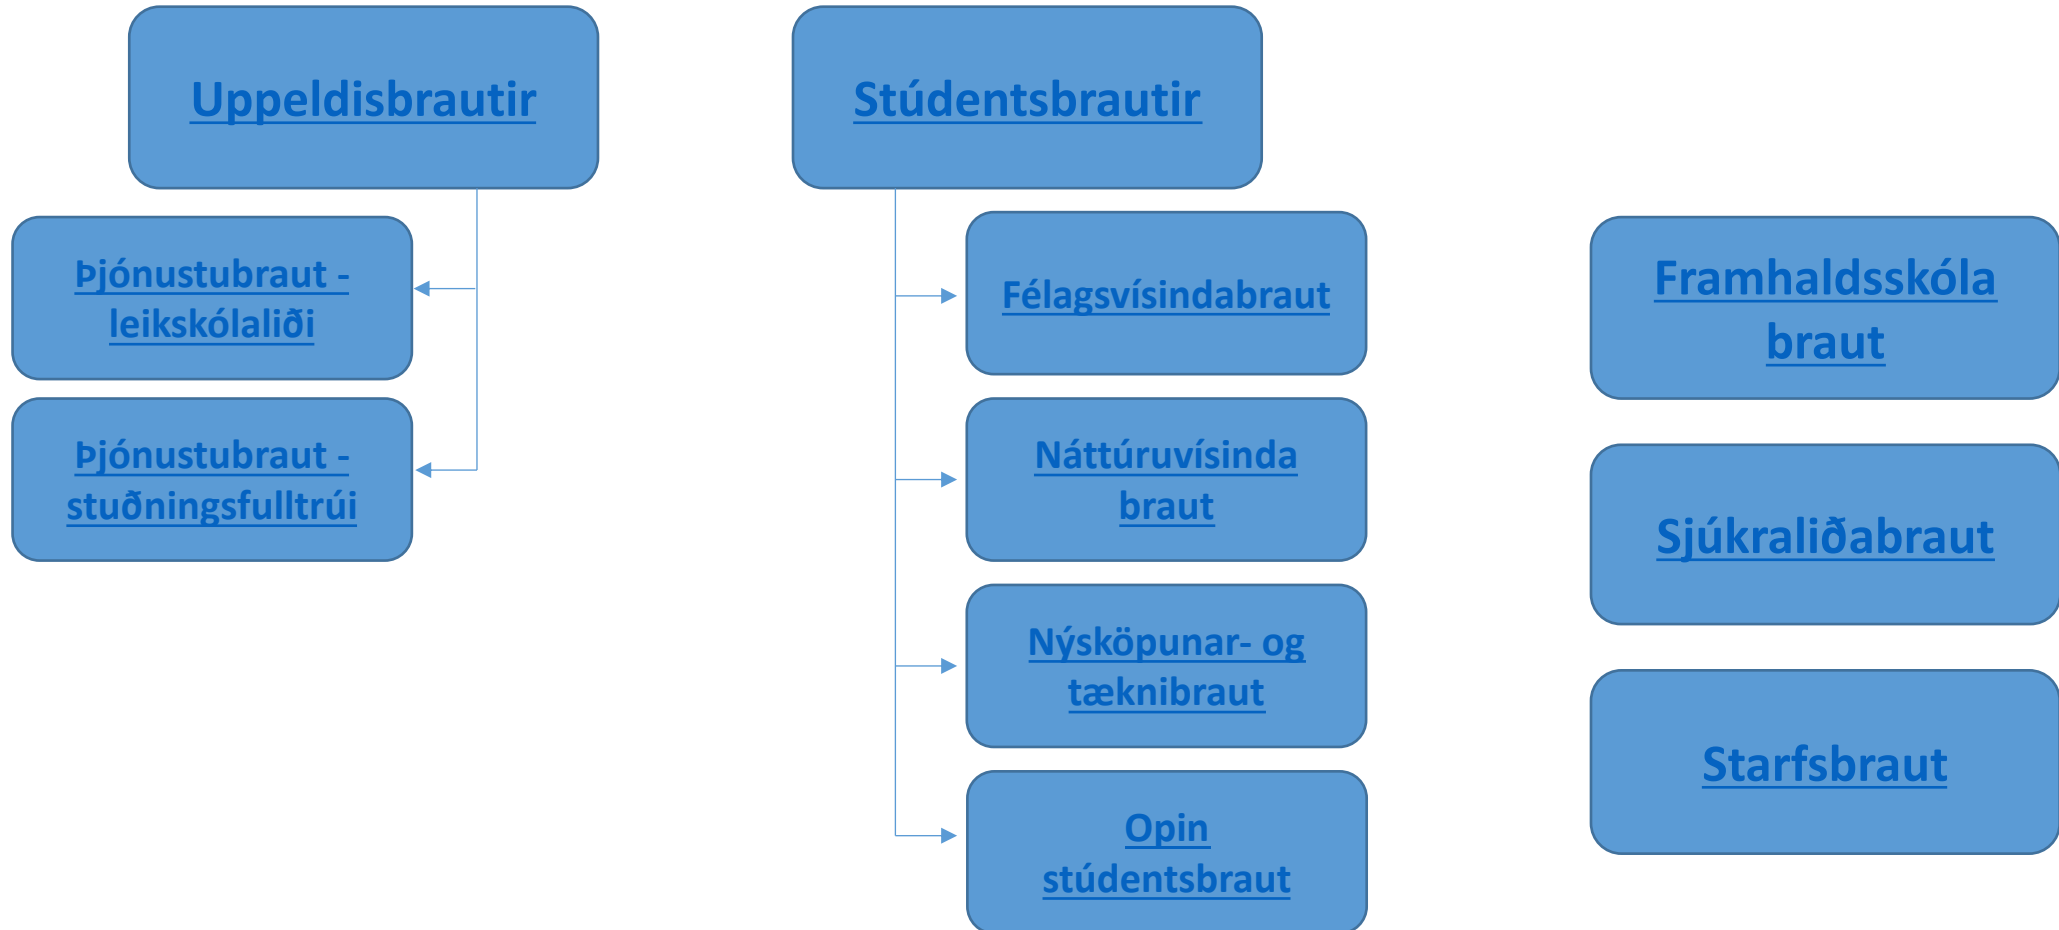 Uppeldisbrautir
Þjónustubraut -
leikskólaliði
Þjónustubraut -
stuðningsfulltrúi
Stúdentsbrautir
Félagsvísindabraut
Náttúruvísinda
braut
Nýsköpunar- og
tæknibraut
Opin
stúdentsbraut
Framhaldsskóla
braut
Sjúkraliðabraut
Starfsbraut